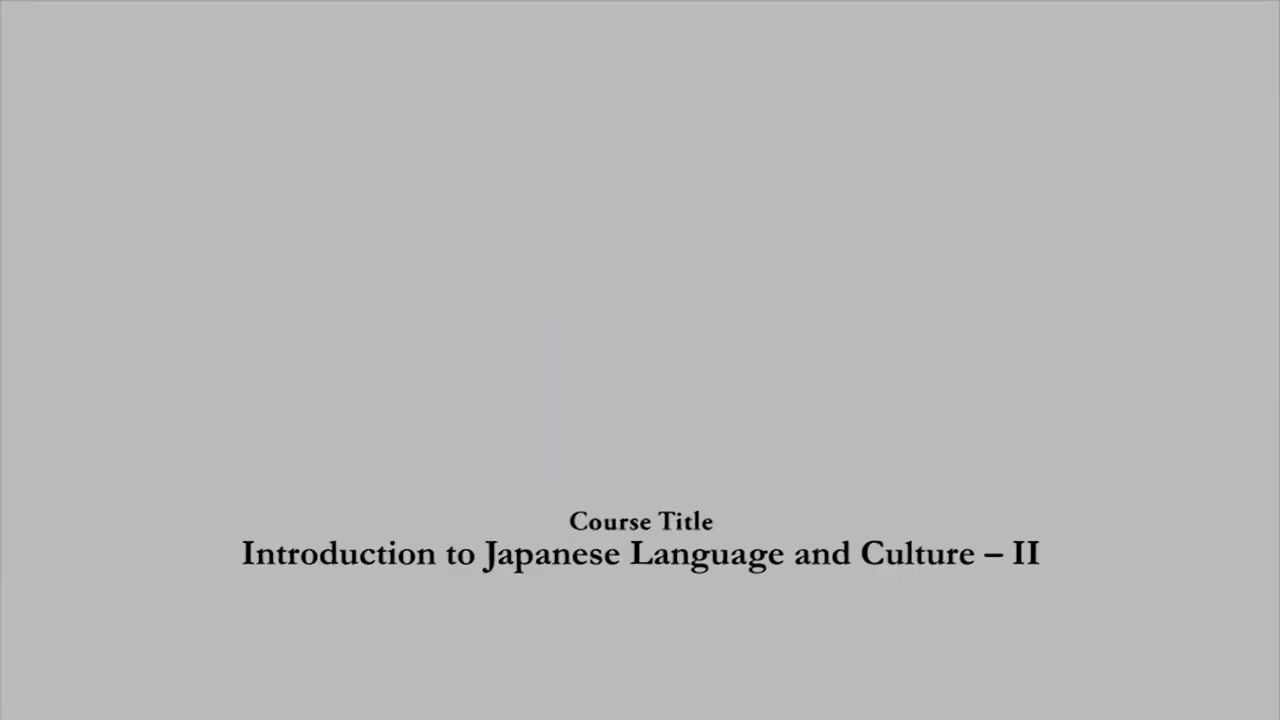 Course Title
Introduction to Japanese Language and Culture – II